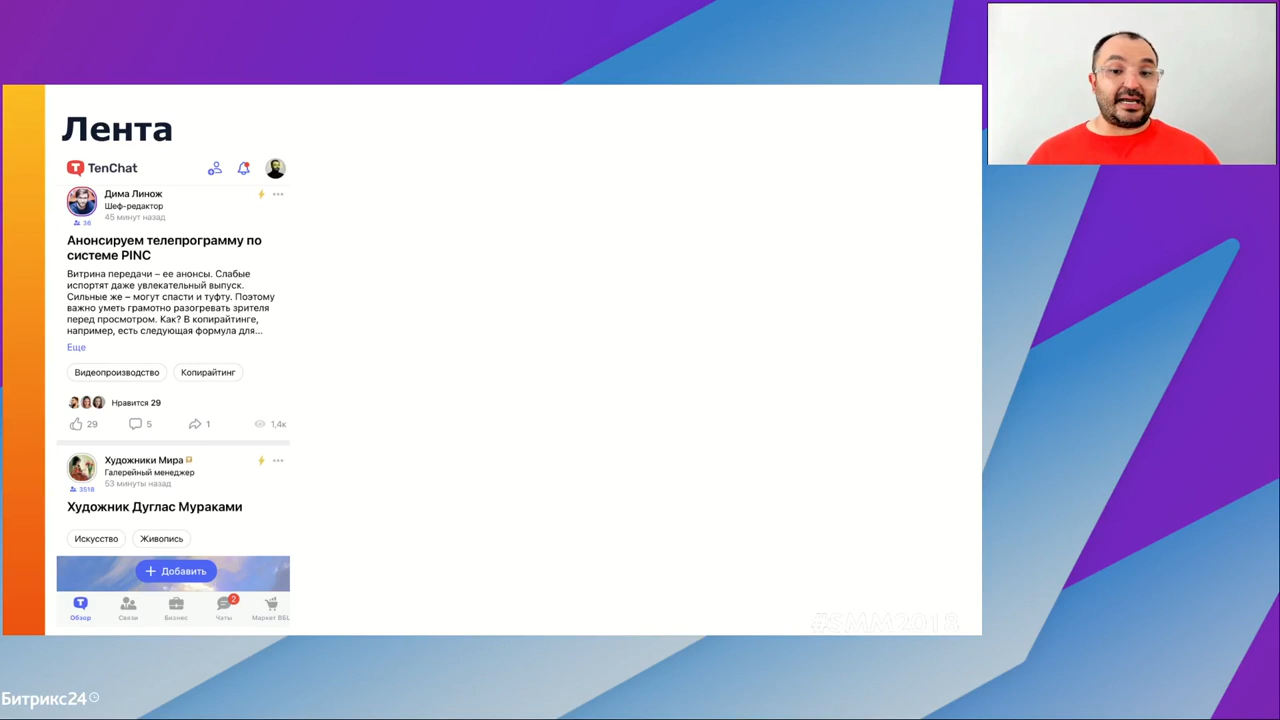 Лента
TenChat
Дима Линож
Шеф-редактор
45 минут назад
36
Анонсируем телепрограмму по
системе PINC
Витрина передачи – ее анонсы. Слабые
испортят даже увлекательный выпуск.
Сильные же – могут спасти и туфту. Поэтому
важно уметь грамотно разогревать зрителя
перед просмотром. Как? В копирайтинге,
например, есть следующая формула для...
Еще
Видеопроизводство Копирайтинг
Нравится 29
29 5 1 1,4к
Художники Мира
Галерейный менеджер
53 минуты назад
3518
Художник Дуглас Мураками
Искусство Живопись
+ Добавить
2
Обзор Связи Бизнес Чаты Маркет ВБЦ
#SMM2018
Битрикс24